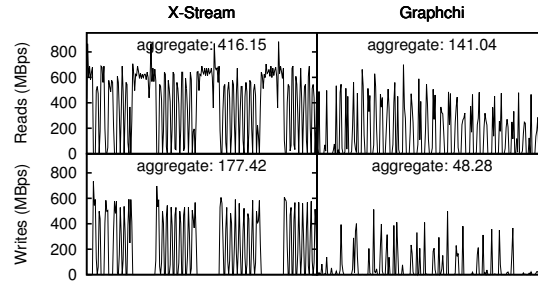 X-Stream Graphchi
Reads (MBps)
800
600
400
200
0
aggregate: 416.15
aggregate: 141.04
Writes (MBps)
800
600
400
200
0
aggregate: 177.42
aggregate: 48.28